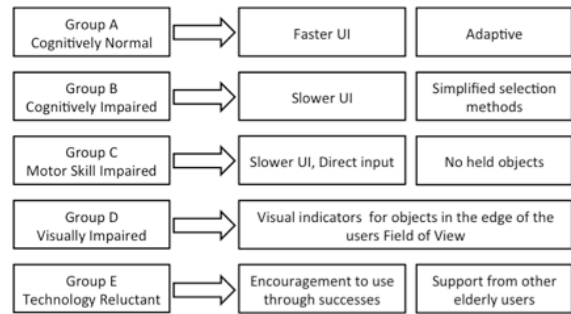 Group A
Cognitively Normal
Faster UI
Adaptive
Group B
Cognitively Impaired
Slower UI
Simplified selection
methods
Group C
Motor Skill Impaired
Slower UI, Direct input
No held objects
Group D
Visually Impaired
Visual indicators for objects in the edge of the
users Field of View
Group E
Technology Reluctant
Encouragement to use
through successes
Support from other
elderly users